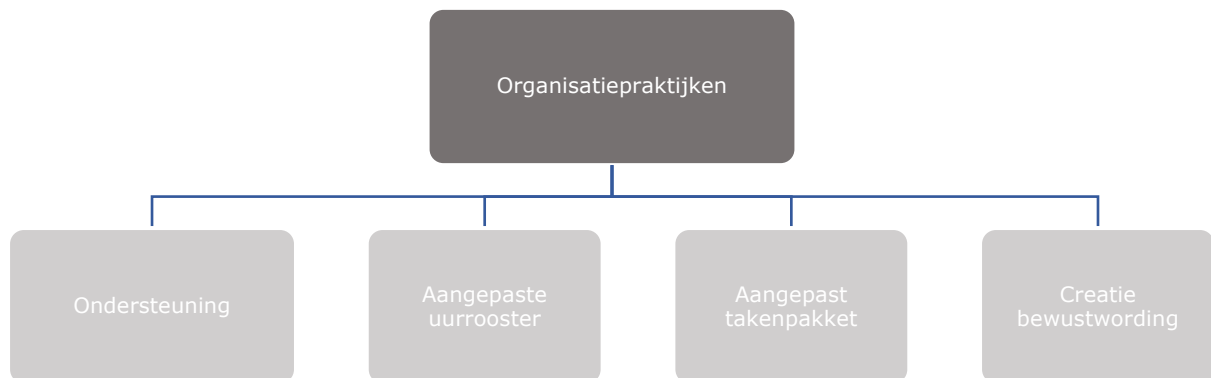 Organisatiepraktijken
Ondersteuning
Aangepaste
uurrooster
Aangepast
takenpakket
Creatie
bewustwording